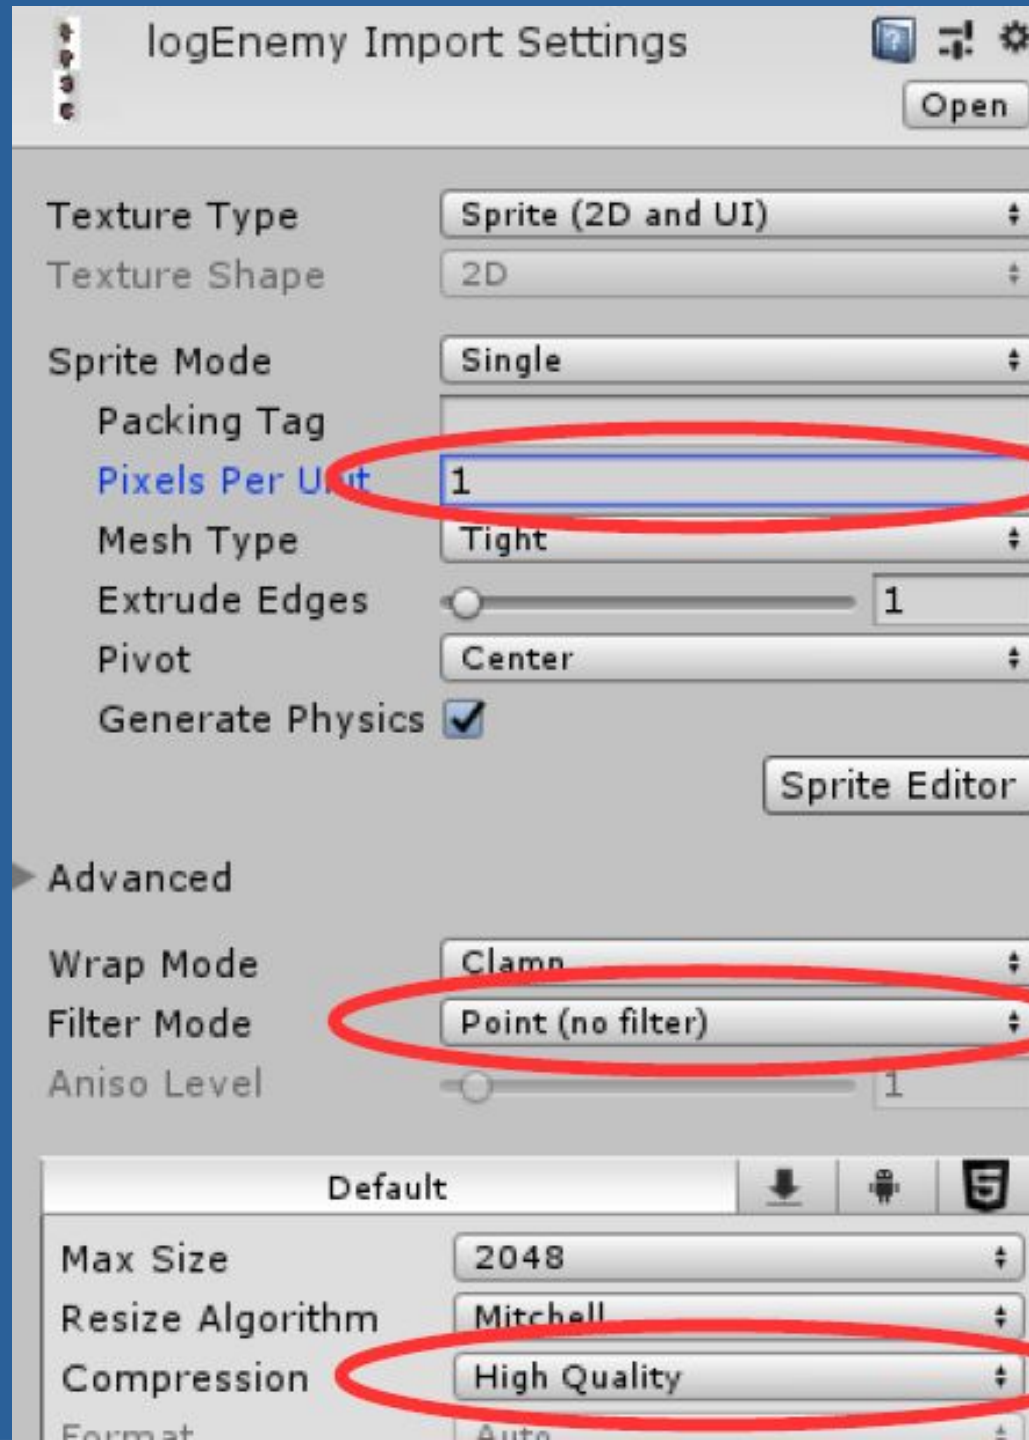 logEnemy Import Settings
Open
Texture Type Sprite (2D and UI)
Texture Shape 2D
Sprite Mode Single
Packing Tag
Pixels Per Unit 1
Mesh Type Tight
Extrude Edges 1
Pivot Center
Generate Physics
Sprite Editor
Advanced
Wrap Mode Clamp
Filter Mode Point (no filter)
Aniso Level 1
Default
Max Size 2048
Resize Algorithm Mitchell
Compression High Quality
Format Auto